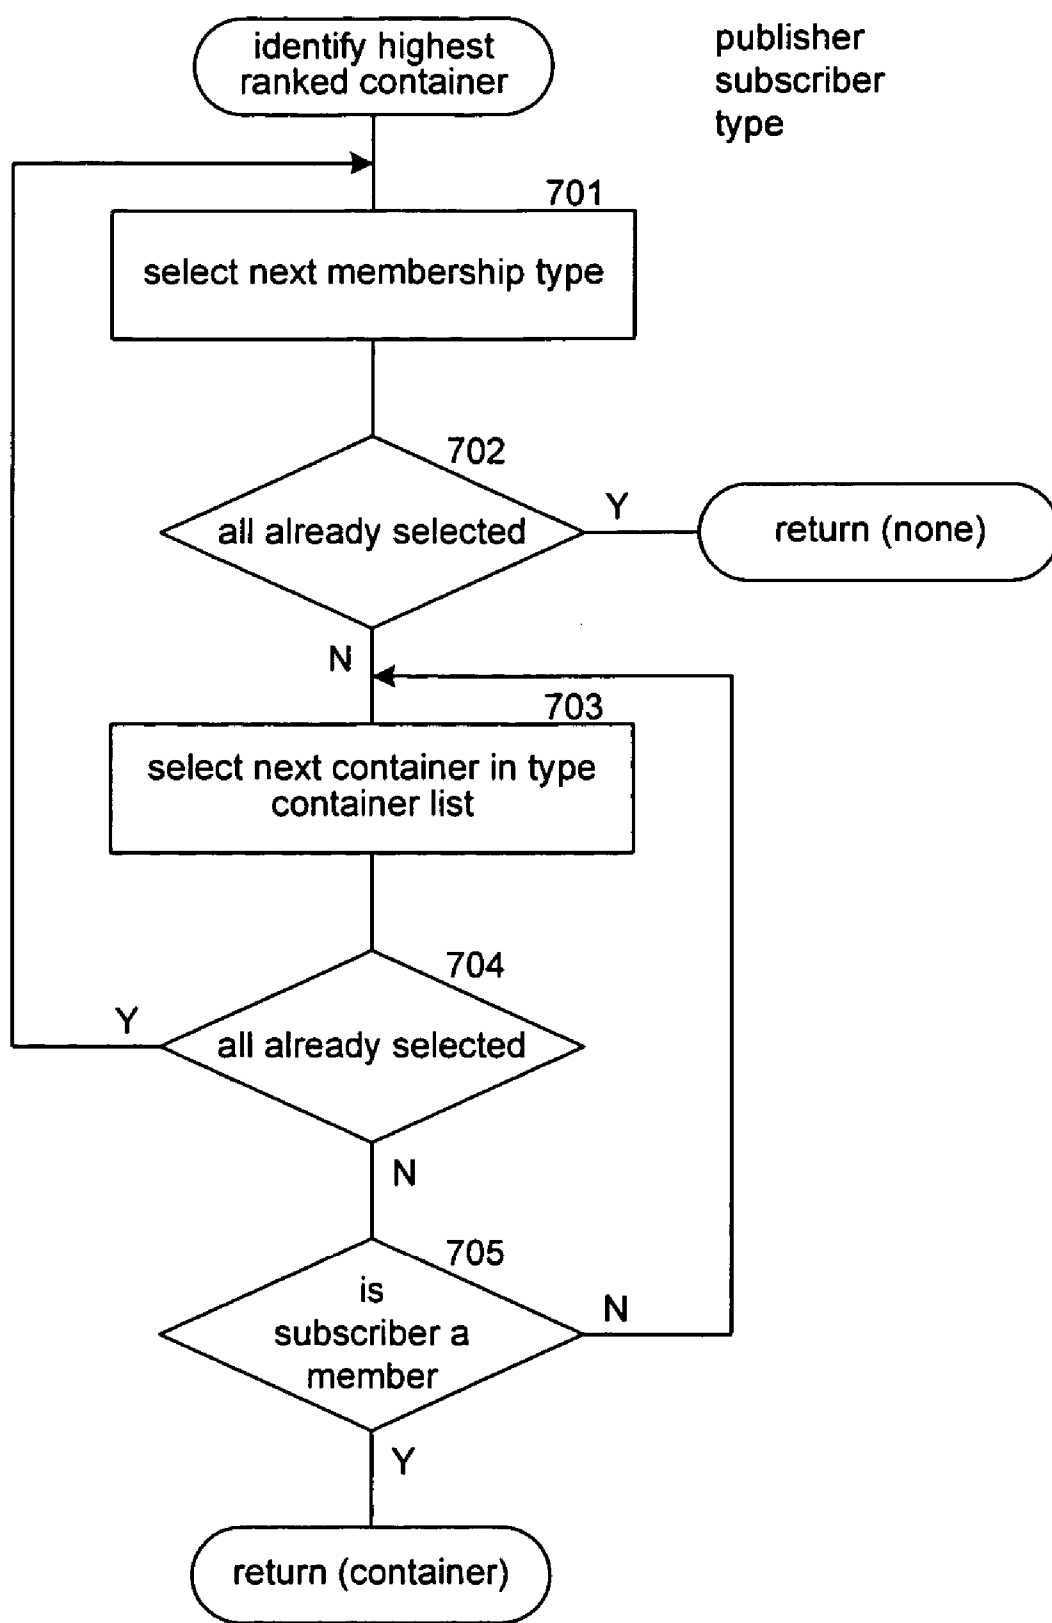 identify highest
ranked container
publisher
subscriber
type
701
select next membership type
702
all already selected
Y
return (none)
N
703
select next container in type
container list
704
all already selected
Y
N
705
is
subscriber a
member
N
Y
return (container)